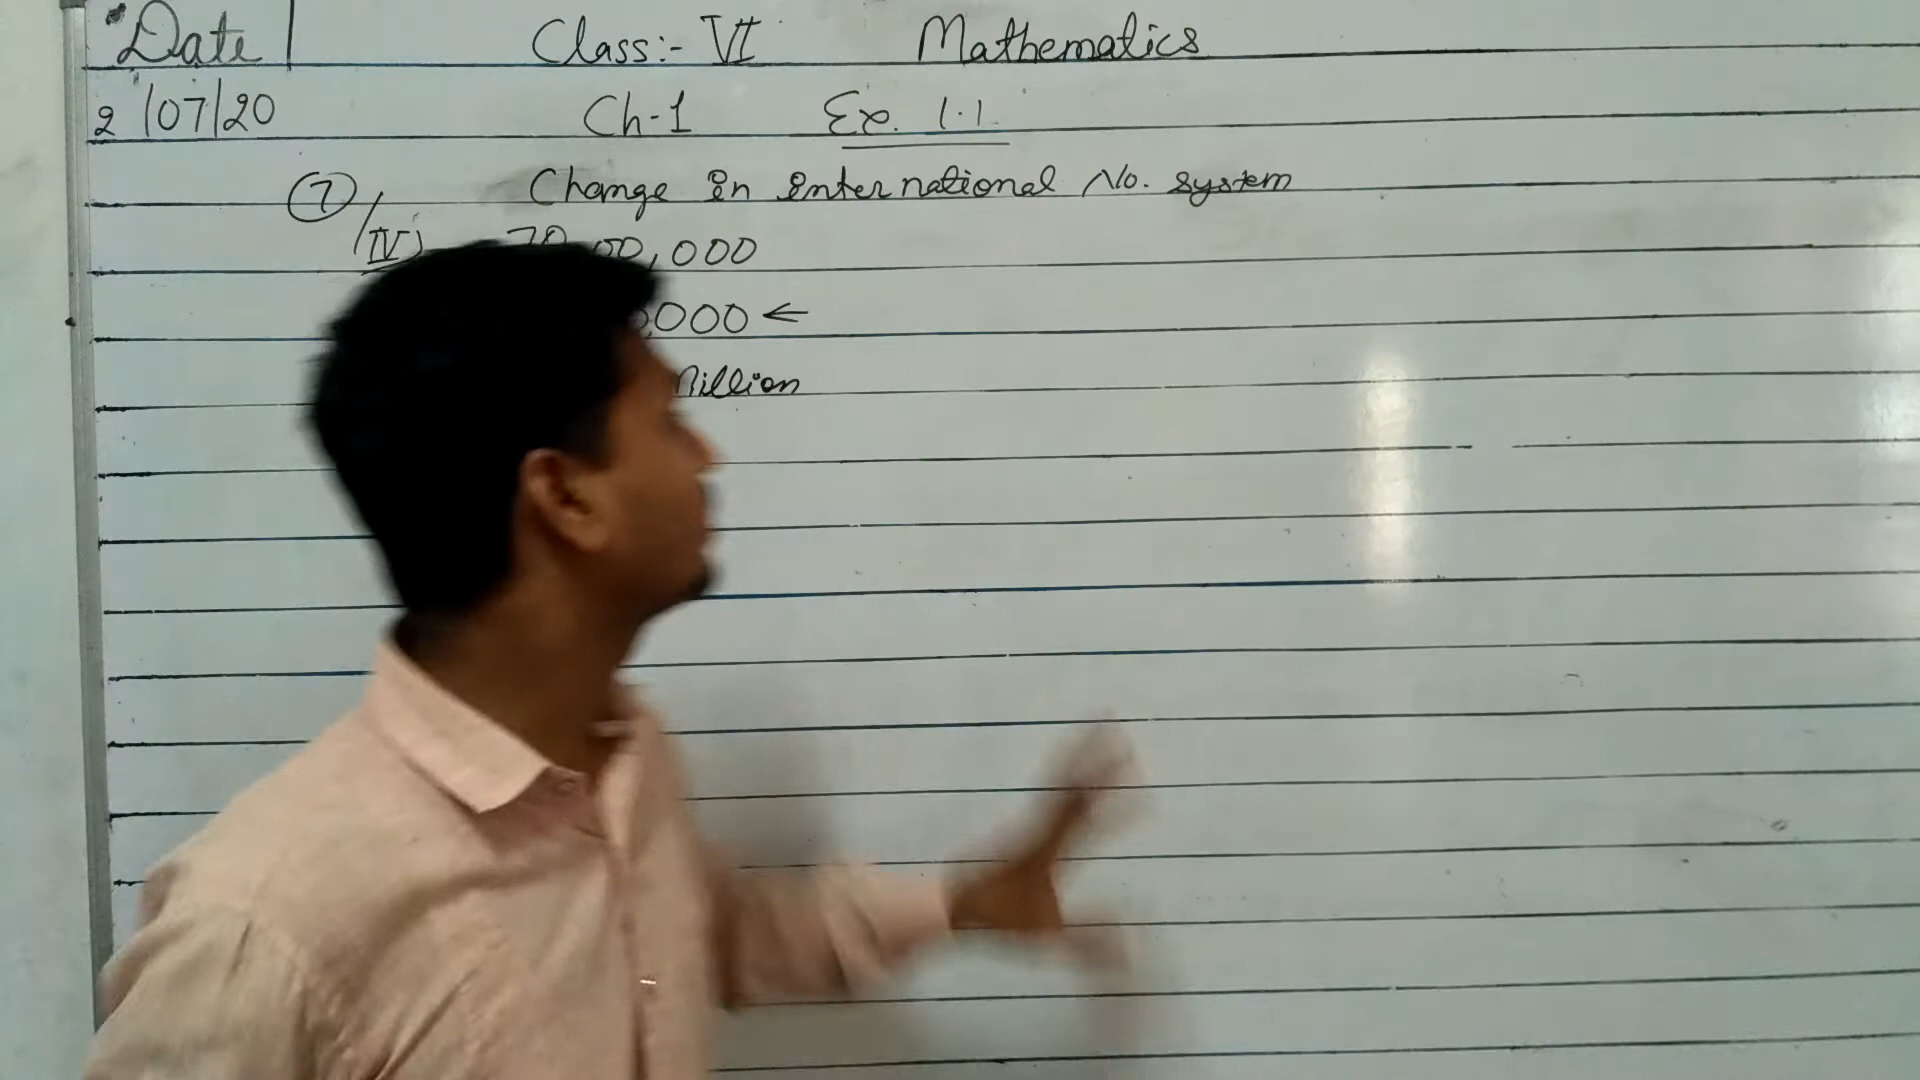 Date Class:- VI Mathematics
2/07/20 Ch-1 Ex. 1.1
7 Change in international No. system
IV) 70,00,000
,000 ←
Million